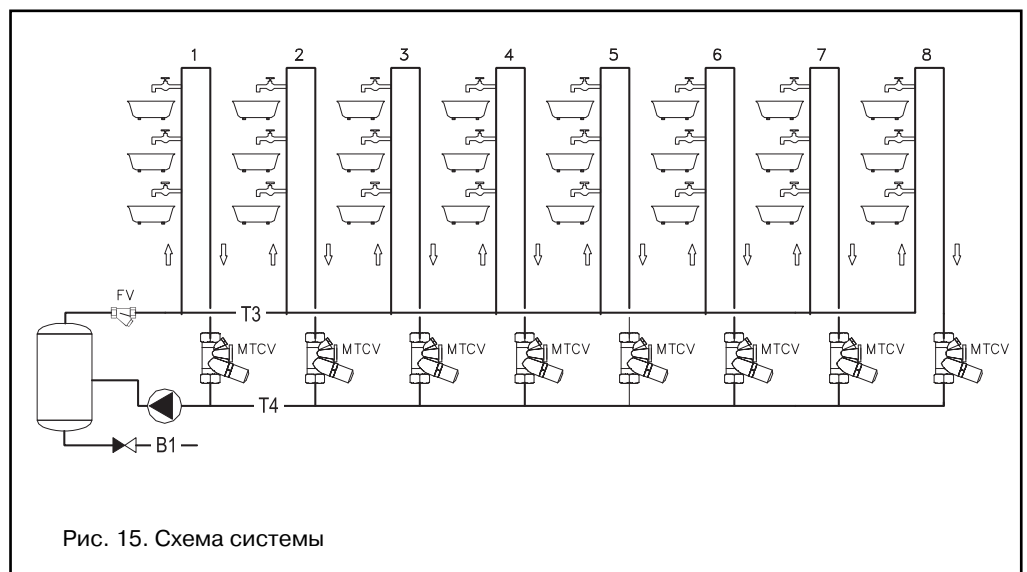 1 2 3 4 5 6 7 8
FV
T3
MTCV MTCV MTCV MTCV MTCV MTCV MTCV MTCV
T4
B1
Рис. 15. Схема системы